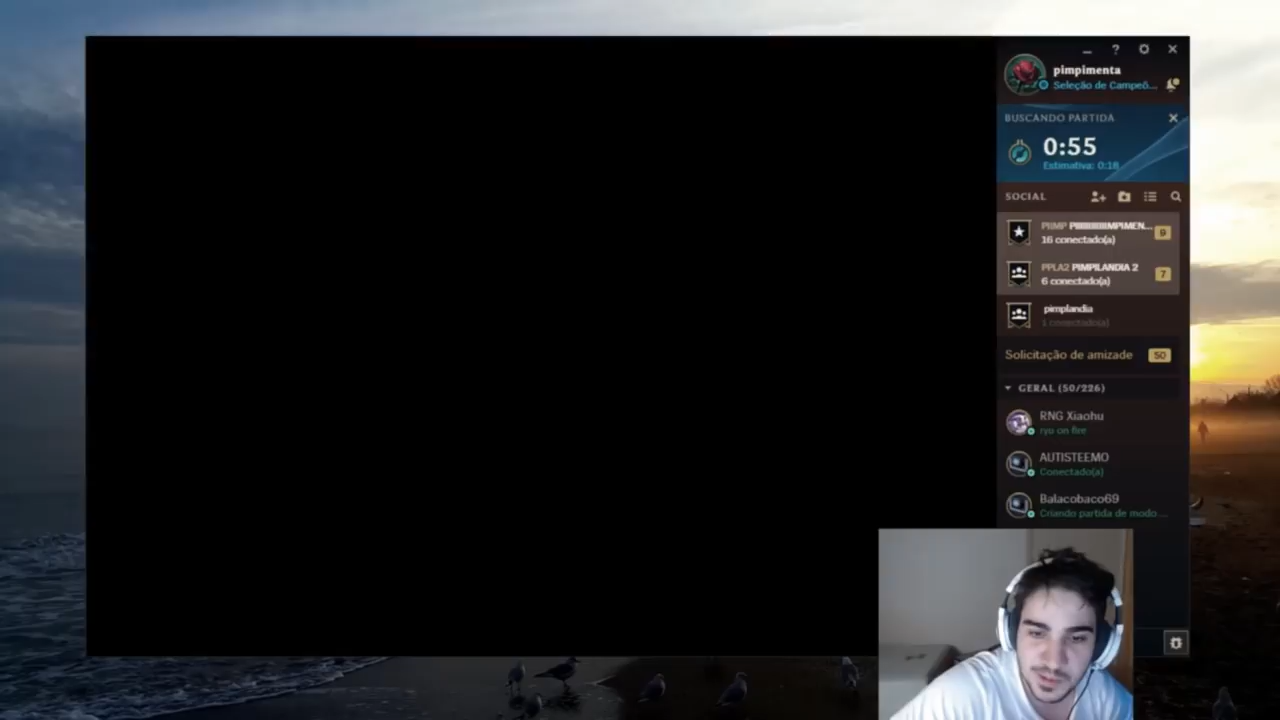 ?
pimpimenta
Seleção de Campeõ...
BUSCANDO PARTIDA
0:55
Estimativa: 0:18
SOCIAL
16 conectado(a)
9
PPLA2 PIMPILANDIA 2
6 conectado(a)
7
pimplandia
1 conectado(a)
Solicitação de amizade
50
GERAL (50/226)
RNG Xiaohu
ryo on fire
AUTISTEEMO
Conectado(a)
Balacobaco69
Criando partida de modo ...